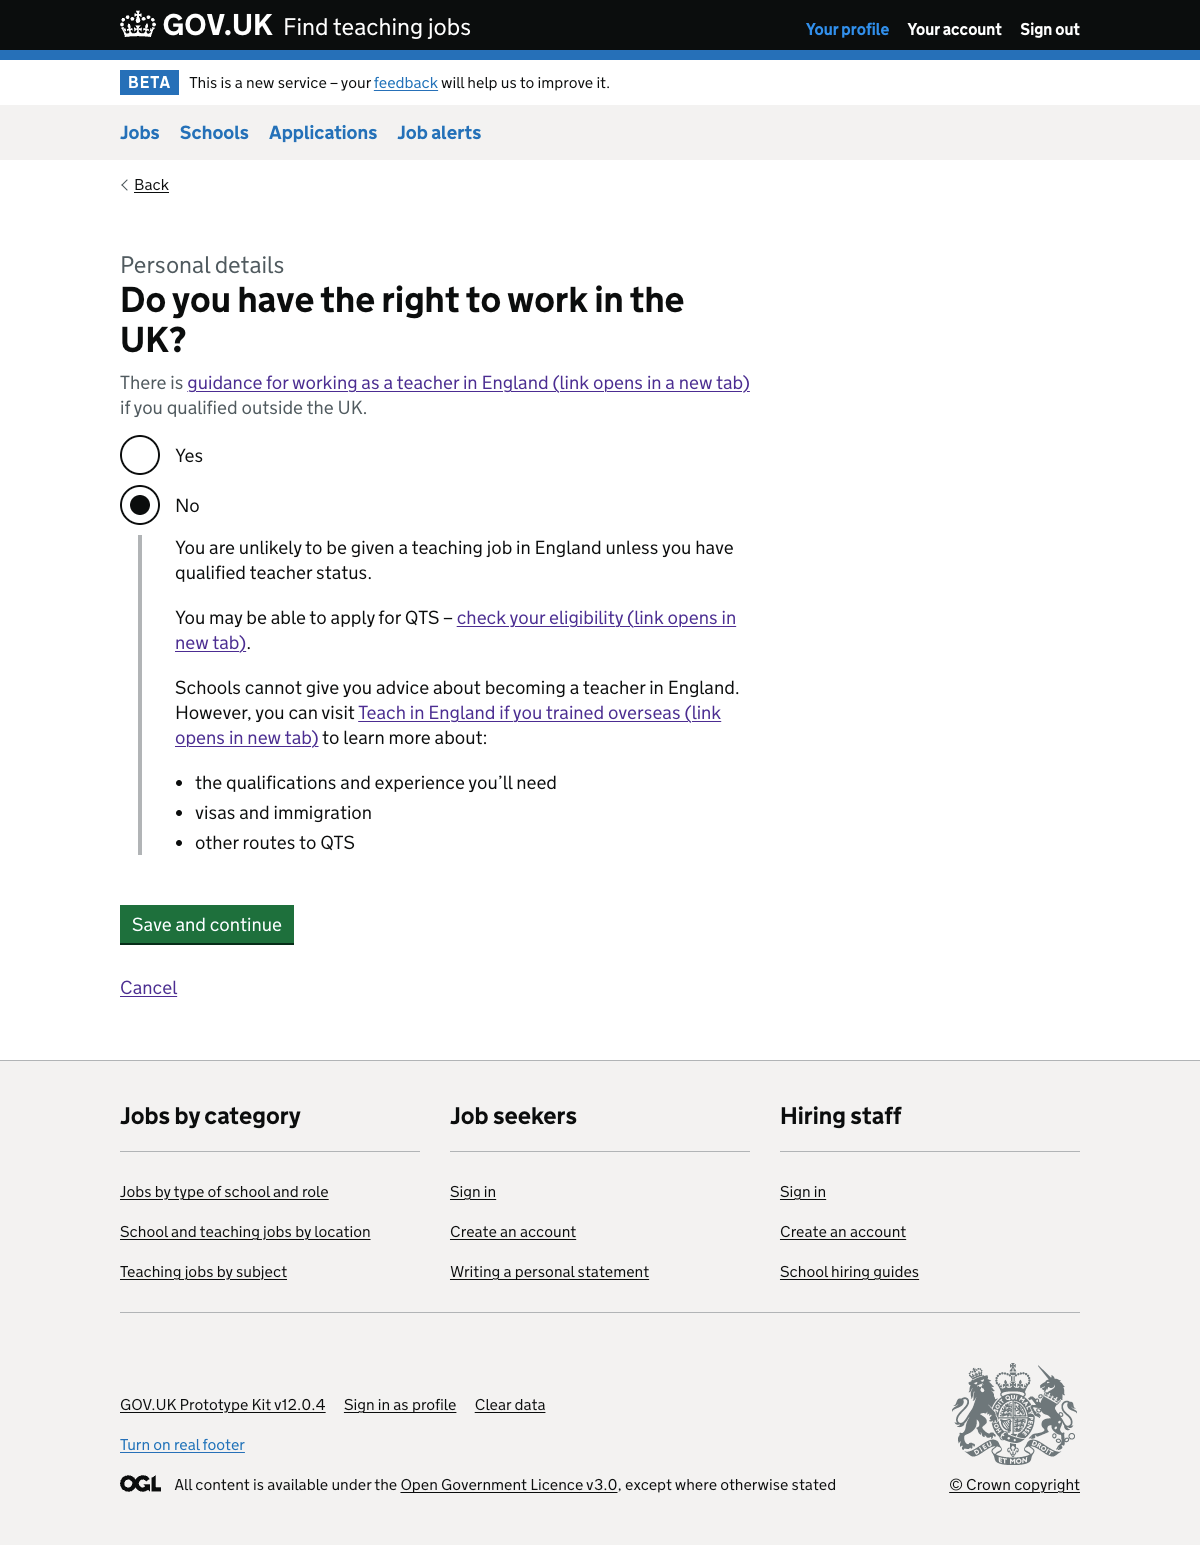 GOV.UK Find teaching jobs
Your profile Your account Sign out
BETA This is a new service – your feedback will help us to improve it.
Jobs Schools Applications Job alerts
Back
Personal details
Do you have the right to work in the
UK?
There is guidance for working as a teacher in England (link opens in a new tab)
if you qualified outside the UK.
Yes
No
You are unlikely to be given a teaching job in England unless you have
qualified teacher status.
You may be able to apply for QTS – check your eligibility (link opens in
new tab).
Schools cannot give you advice about becoming a teacher in England.
However, you can visit Teach in England if you trained overseas (link
opens in new tab) to learn more about:
• the qualifications and experience you’ll need
• visas and immigration
• other routes to QTS
Save and continue
Cancel
Jobs by category
Jobs by type of school and role
School and teaching jobs by location
Teaching jobs by subject
Job seekers
Sign in
Create an account
Writing a personal statement
Hiring staff
Sign in
Create an account
School hiring guides
GOV.UK Prototype Kit v12.0.4 Sign in as profile Clear data
Turn on real footer
OGL All content is available under the Open Government Licence v3.0, except where otherwise stated
DIEU ET MON DROIT
© Crown copyright